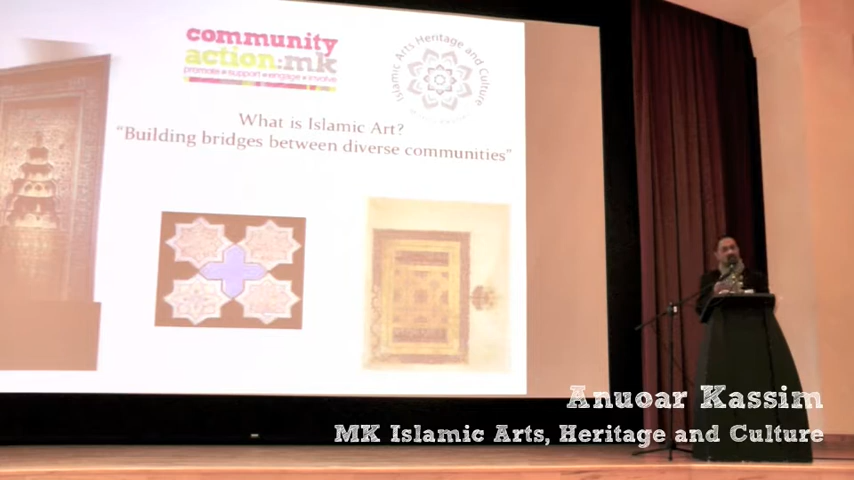 community
action:mk
promote • support • engage • involve
Islamic Arts Heritage and Culture
What is Islamic Art?
“Building bridges between diverse communities”
Anuoar Kassim
MK Islamic Arts, Heritage and Culture